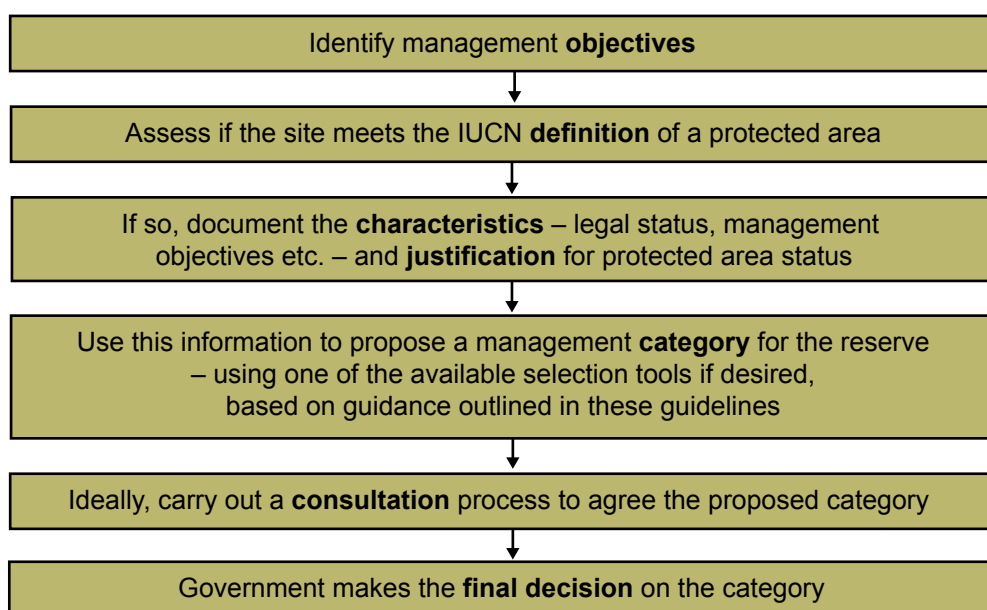 Identify management objectives
Assess if the site meets the IUCN definition of a protected area
If so, document the characteristics – legal status, management
objectives etc. – and justification for protected area status
Use this information to propose a management category for the reserve
– using one of the available selection tools if desired,
based on guidance outlined in these guidelines
Ideally, carry out a consultation process to agree the proposed category
Government makes the final decision on the category